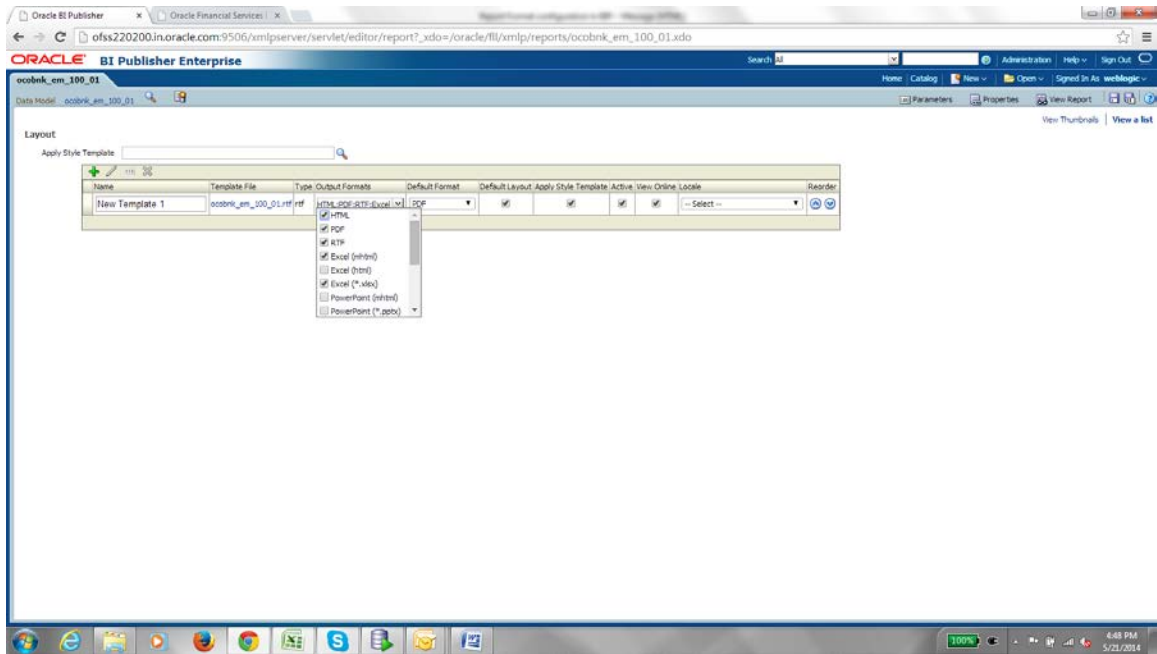 Oracle BI Publisher
Oracle Financial Services
ofss220200.in.oracle.com:9506/xmlpserver/servlet/editor/report?_xdo=/oracle/fll/xmlp/reports/ocobnk_em_100_01.xdo
ORACLE BI Publisher Enterprise
Search All
Administration Help Sign Out
ocobnk_em_100_01
Home Catalog New Open Signed In As weblogic
Data Model ocobnk_em_100_01
Parameters Properties View Report
View Thumbnails View a list
Layout
Apply Style Template
Name Template File Type Output Formats Default Format Default Layout Apply Style Template Active View Online Locale Reorder
New Template 1 ocobnk_em_100_01.rtf rtf HTML;PDF;RTF;Excel PDF -- Select --
HTML
PDF
RTF
Excel (mhtml)
Excel (html)
Excel (*.xlsx)
PowerPoint (mhtml)
PowerPoint (*.pptx)
100%
4:48 PM
5/21/2014